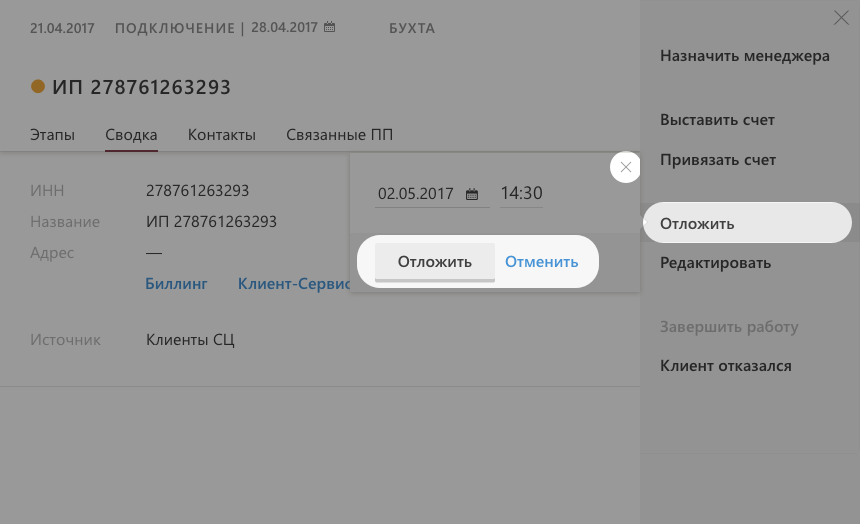 21.04.2017 ПОДКЛЮЧЕНИЕ | 28.04.2017 БУХТА
ИП 278761263293
Этапы Сводка Контакты Связанные ПП
ИНН 278761263293
Название ИП 278761263293
Адрес —
Биллинг Клиент-Сервис
Источник Клиенты СЦ
02.05.2017 14:30
Отложить Отменить
Назначить менеджера
Выставить счет
Привязать счет
Отложить
Редактировать
Завершить работу
Клиент отказался